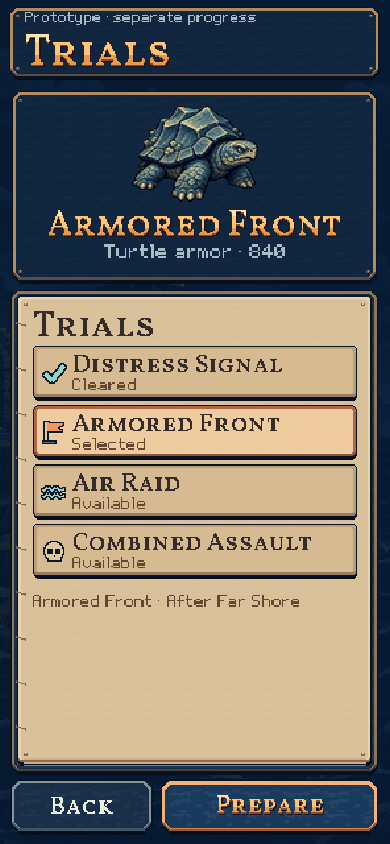 Prototype · separate progress
Trials
Armored Front
Turtle armor · 840
Trials
Distress Signal
Cleared
Armored Front
Selected
Air Raid
Available
Combined Assault
Available
Armored Front · After Far Shore
Back
Prepare